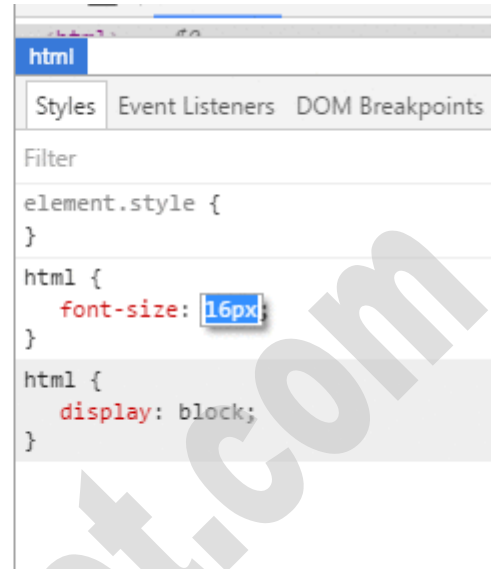 html
Styles Event Listeners DOM Breakpoints
Filter
element.style {
}
html {
font-size: 16px;
}
html {
display: block;
}